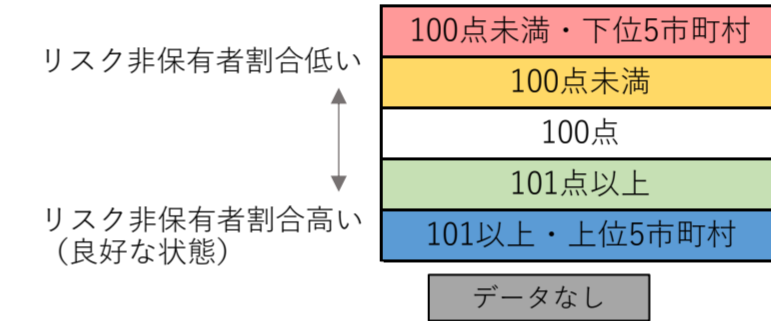 100点未満・下位5市町村
リスク非保有者割合低い
100点未満
100点
101点以上
リスク非保有者割合高い
（良好な状態）
101以上・上位5市町村
データなし